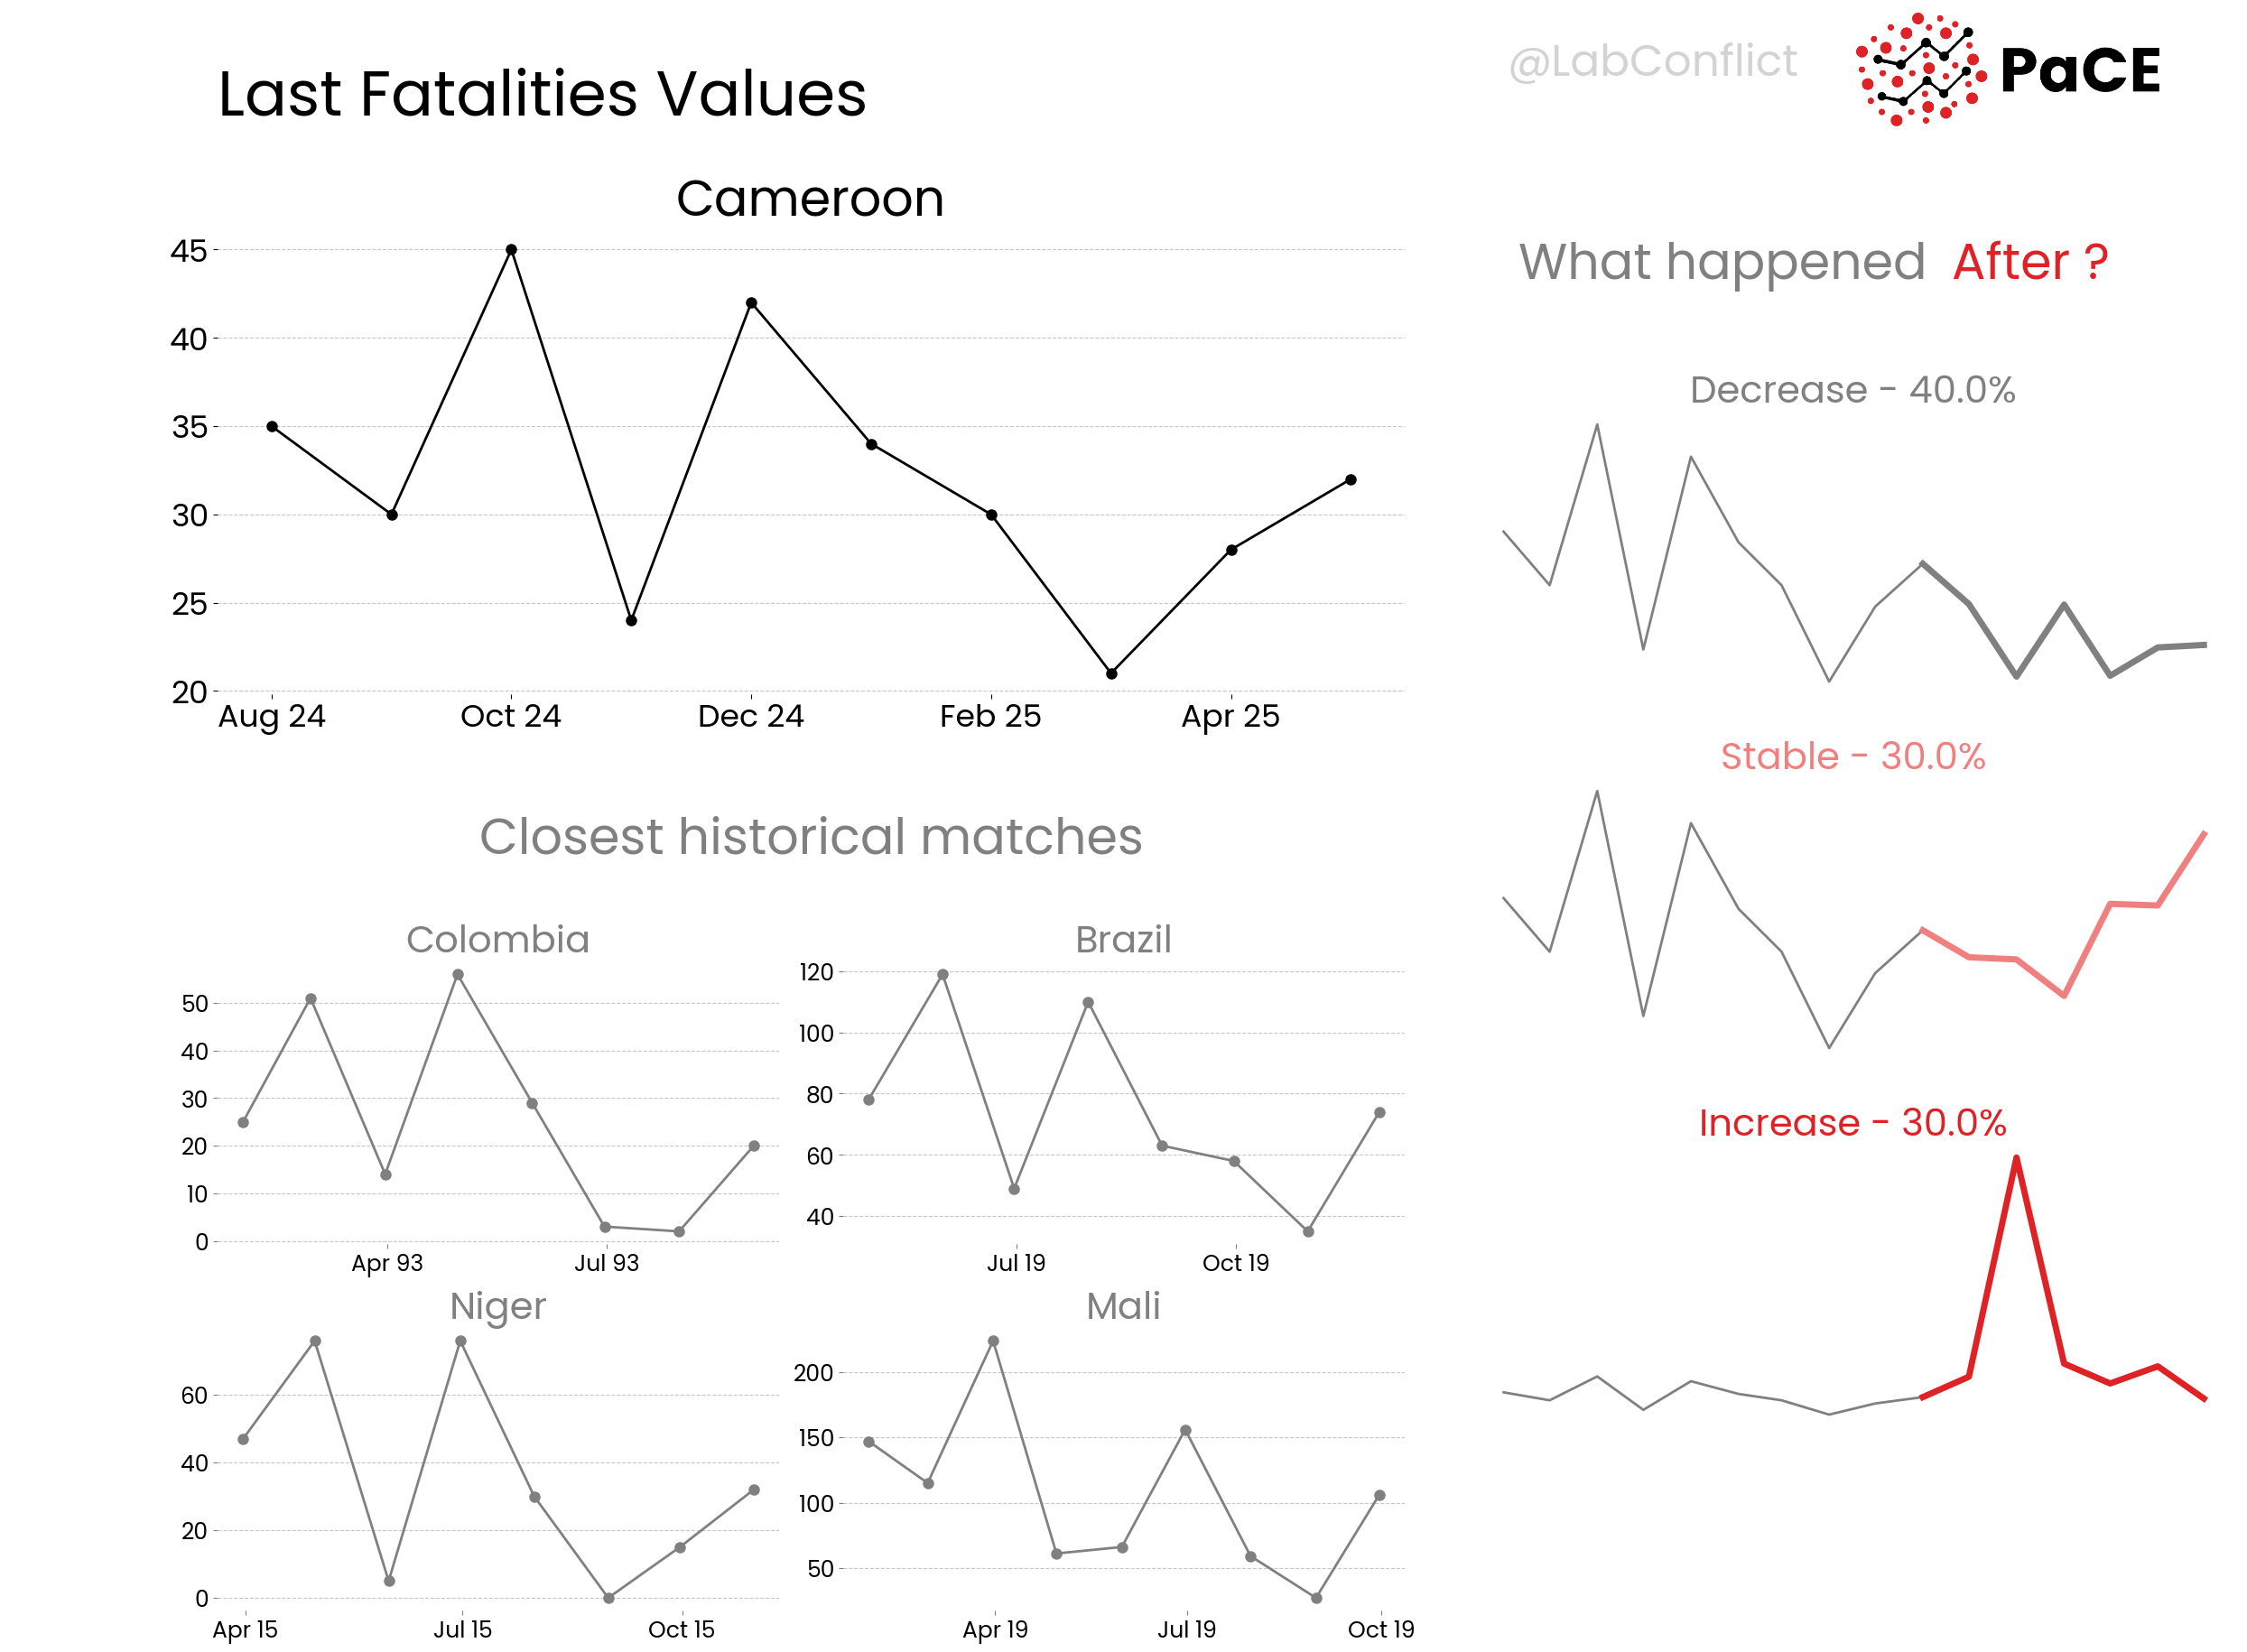 @LabConflict
PaCE
Last Fatalities Values
Cameroon
45
40
35
30
25
20
Aug 24 Oct 24 Dec 24 Feb 25 Apr 25
What happened After ?
Decrease - 40.0%
Stable - 30.0%
Increase - 30.0%
Closest historical matches
Colombia
50
40
30
20
10
0
Apr 93 Jul 93
Brazil
120
100
80
60
40
Jul 19 Oct 19
Niger
60
40
20
0
Apr 15 Jul 15 Oct 15
Mali
200
150
100
50
Apr 19 Jul 19 Oct 19